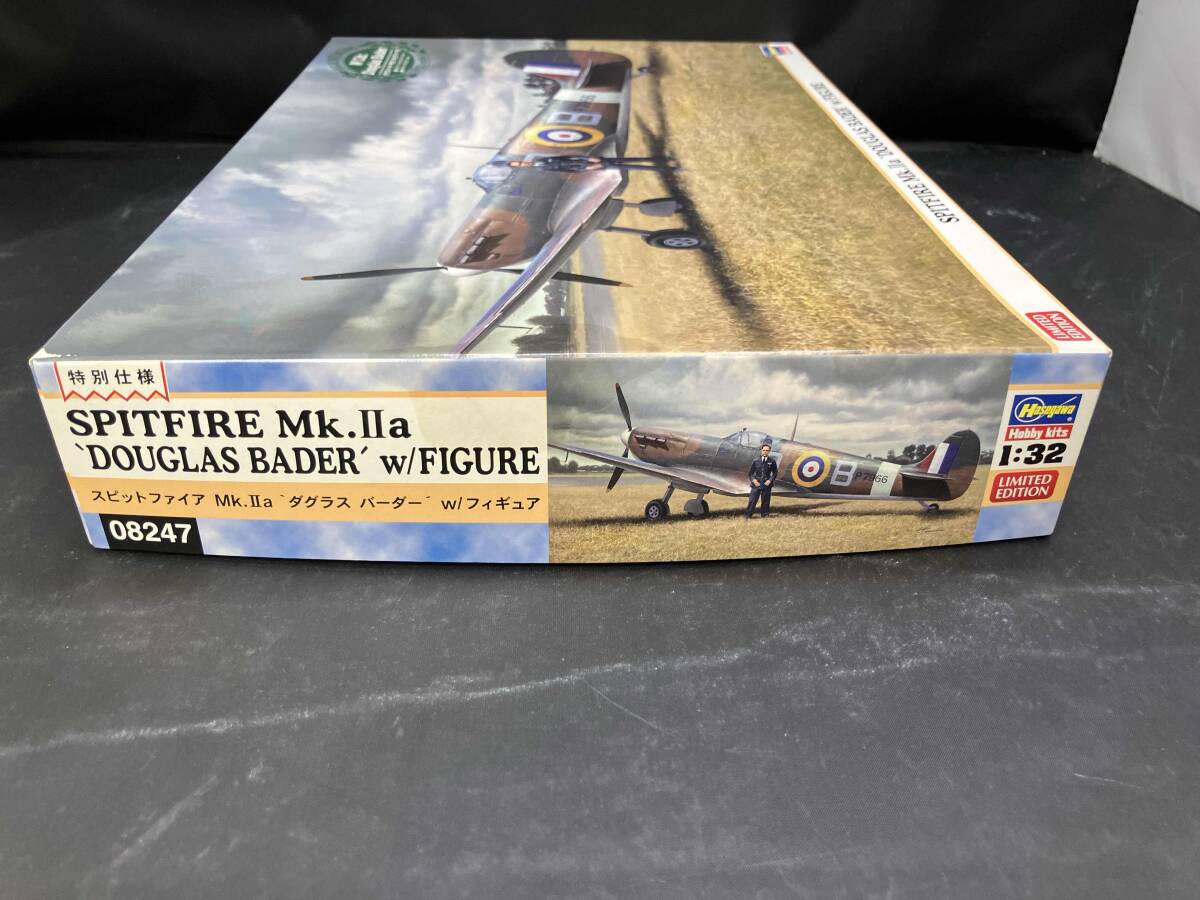 SPITFIRE Mk.IIa 'DOUGLAS BADER' W/FIGURE
LIMITED
EDITION
特別仕様
SPITFIRE Mk.IIa
`DOUGLAS BADER´ w/FIGURE
スピットファイア Mk.IIa `ダグラス バーダー´ w/フィギュア
08247
P7966
Hasegawa
Hobby kits
1:32
LIMITED
EDITION